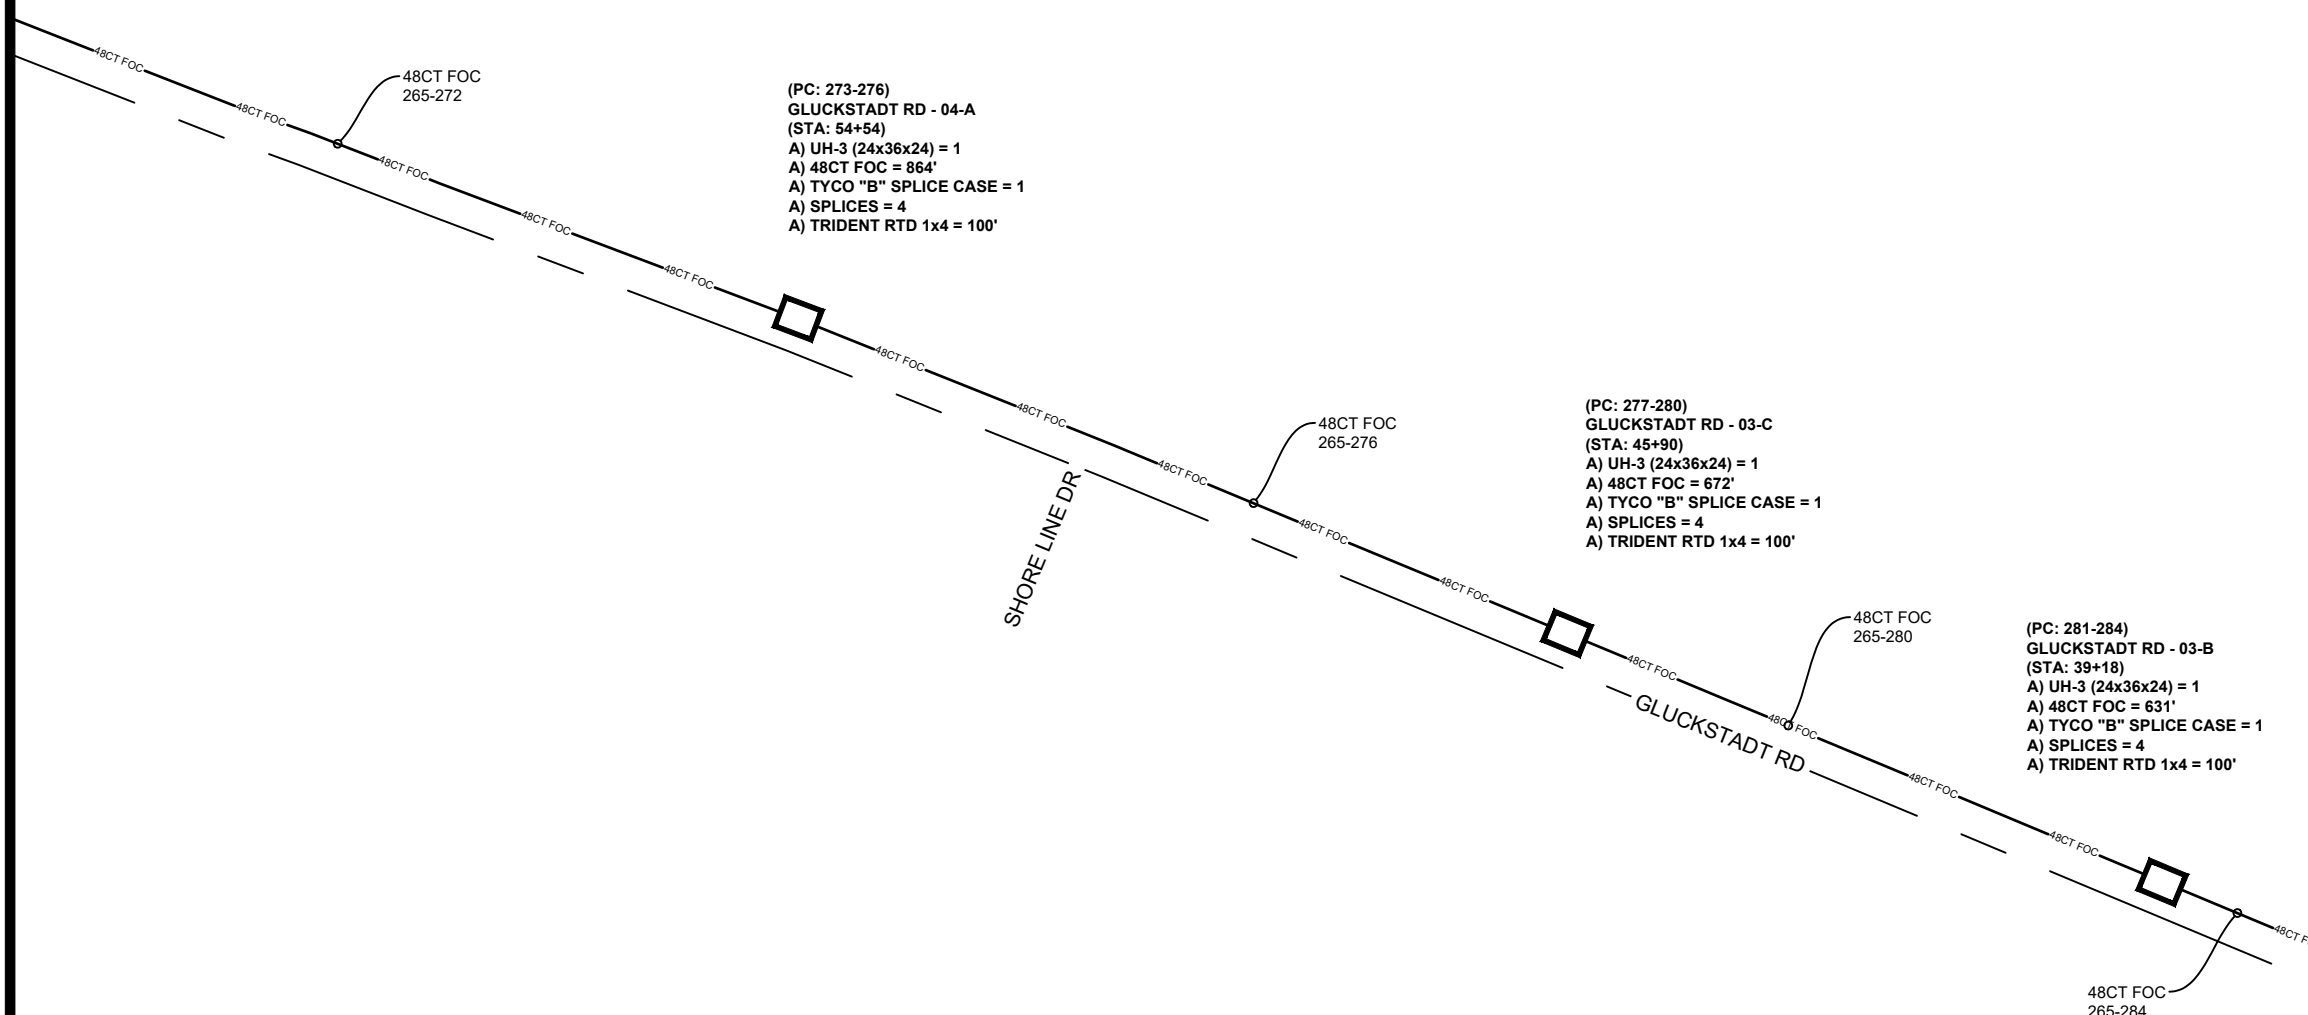 48CT FOC
48CT FOC
265-272
48CT FOC
48CT FOC
48CT FOC
48CT FOC
(PC: 273-276)
GLUCKSTADT RD - 04-A
(STA: 54+54)
A) UH-3 (24x36x24) = 1
A) 48CT FOC = 864'
A) TYCO "B" SPLICE CASE = 1
A) SPLICES = 4
A) TRIDENT RTD 1x4 = 100'
48CT FOC
48CT FOC
48CT FOC
SHORE LINE DR
48CT FOC
265-276
48CT FOC
48CT FOC
(PC: 277-280)
GLUCKSTADT RD - 03-C
(STA: 45+90)
A) UH-3 (24x36x24) = 1
A) 48CT FOC = 672'
A) TYCO "B" SPLICE CASE = 1
A) SPLICES = 4
A) TRIDENT RTD 1x4 = 100'
48CT FOC
GLUCKSTADT RD
48CT FOC
265-280
48CT FOC
48CT FOC
48CT FOC
(PC: 281-284)
GLUCKSTADT RD - 03-B
(STA: 39+18)
A) UH-3 (24x36x24) = 1
A) 48CT FOC = 631'
A) TYCO "B" SPLICE CASE = 1
A) SPLICES = 4
A) TRIDENT RTD 1x4 = 100'
48CT F
48CT FOC
265-284